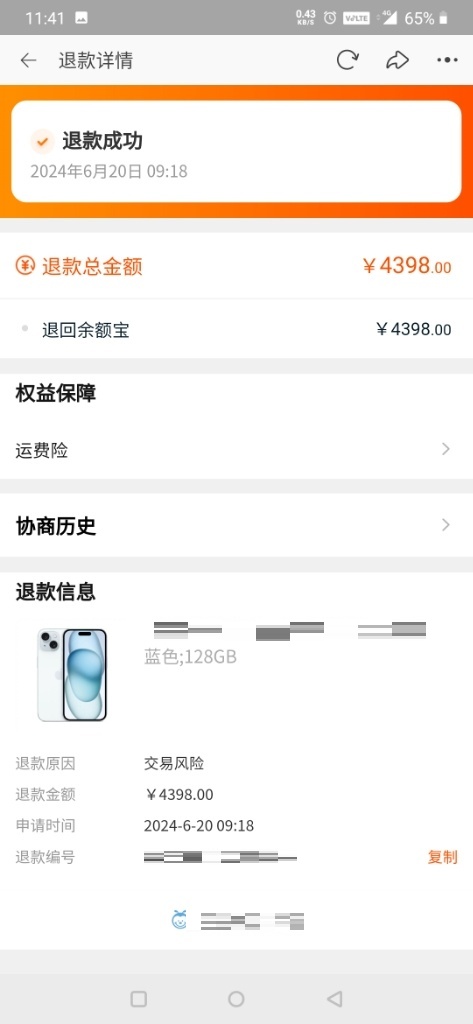 11:41
0.43 KB/S VoLTE 4G 65%
退款详情
退款成功
2024年6月20日 09:18
退款总金额 ￥4398.00
退回余额宝 ￥4398.00
权益保障
运费险
协商历史
退款信息
蓝色;128GB
退款原因 交易风险
退款金额 ￥4398.00
申请时间 2024-6-20 09:18
退款编号 复制